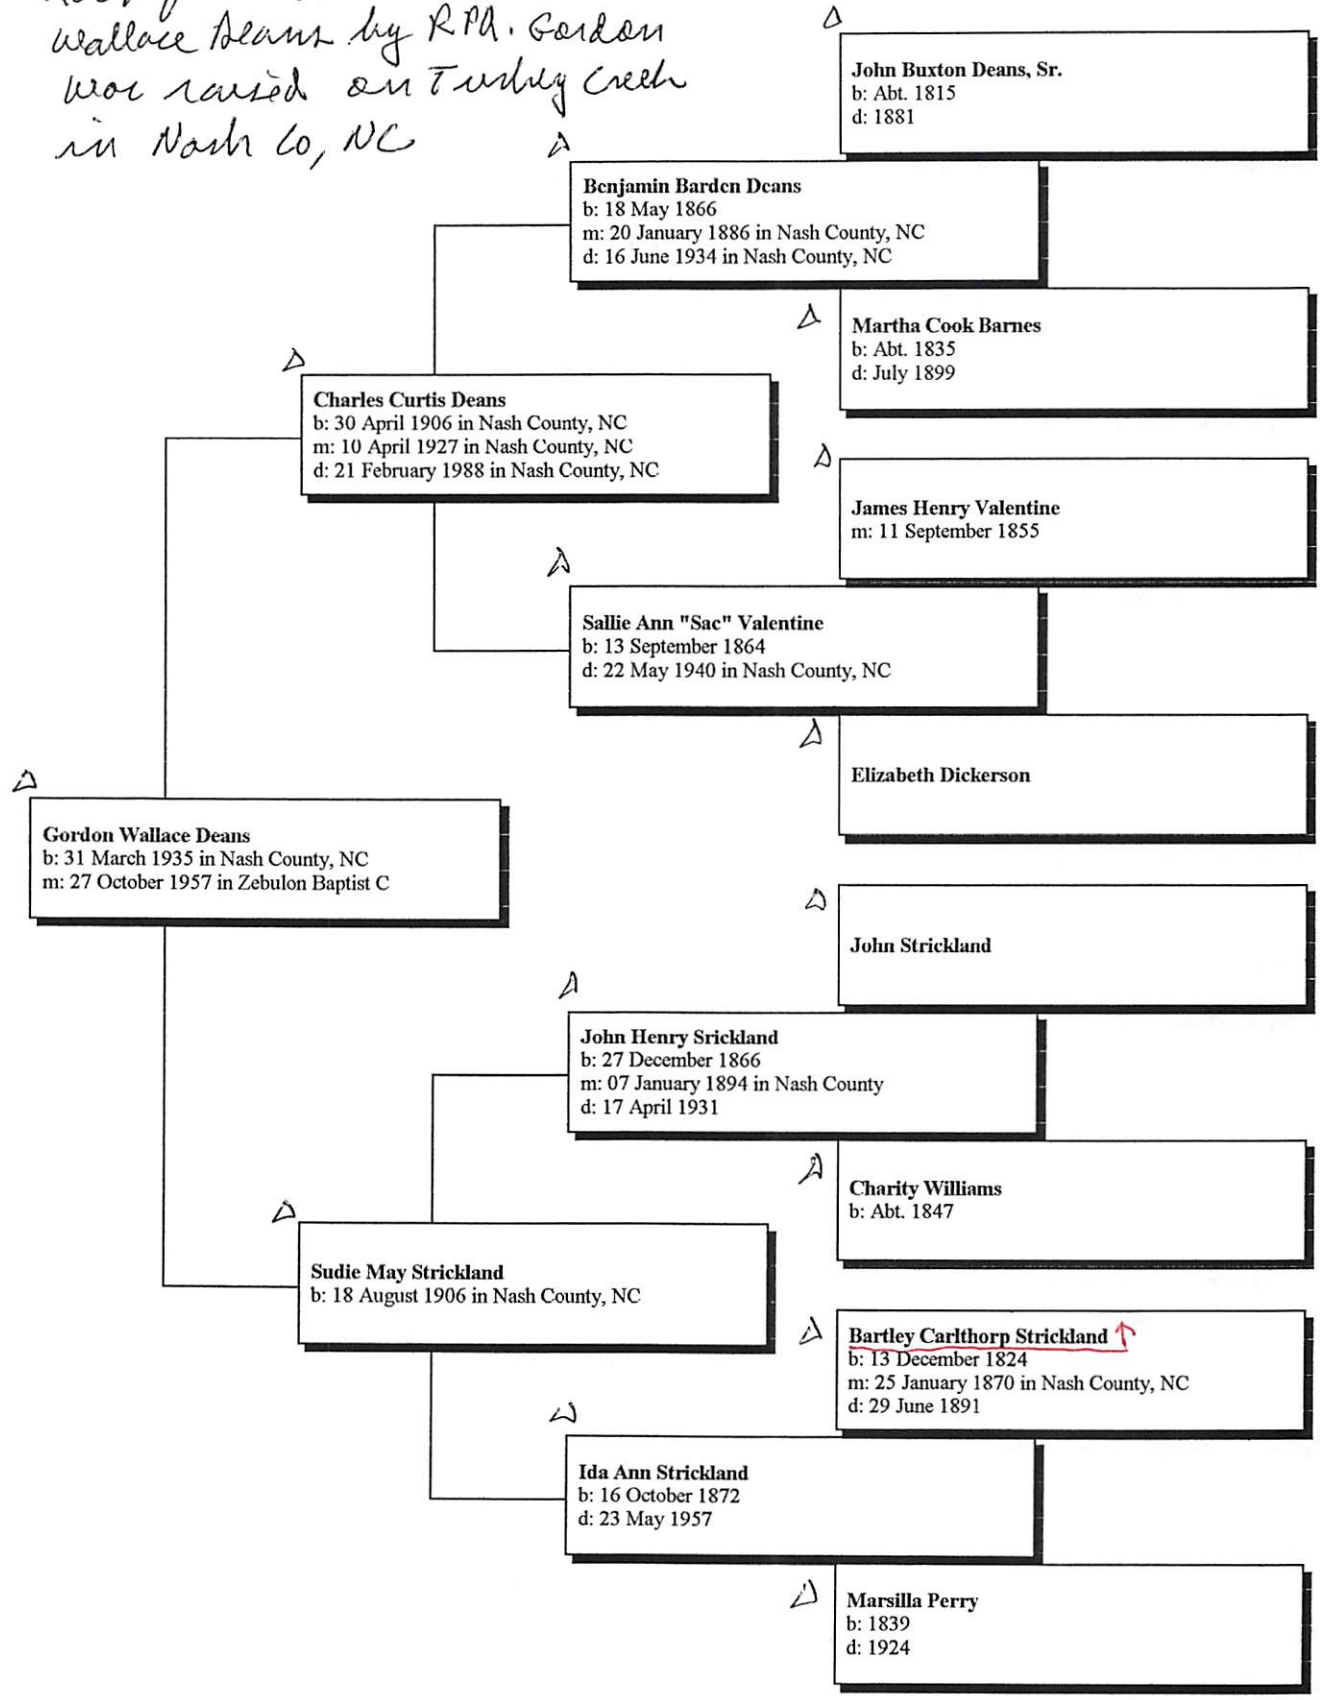 Wallace Deans by RPA. Gordon
was raised on Turkey Creek
in Nash Co, NC
John Buxton Deans, Sr.
b: Abt. 1815
d: 1881
Benjamin Barden Deans
b: 18 May 1866
m: 20 January 1886 in Nash County, NC
d: 16 June 1934 in Nash County, NC
Martha Cook Barnes
b: Abt. 1835
d: July 1899
Charles Curtis Deans
b: 30 April 1906 in Nash County, NC
m: 10 April 1927 in Nash County, NC
d: 21 February 1988 in Nash County, NC
James Henry Valentine
m: 11 September 1855
Sallie Ann "Sac" Valentine
b: 13 September 1864
d: 22 May 1940 in Nash County, NC
Elizabeth Dickerson
Gordon Wallace Deans
b: 31 March 1935 in Nash County, NC
m: 27 October 1957 in Zebulon Baptist C
John Strickland
John Henry Srickland
b: 27 December 1866
m: 07 January 1894 in Nash County
d: 17 April 1931
Charity Williams
b: Abt. 1847
Sudie May Strickland
b: 18 August 1906 in Nash County, NC
Bartley Carlthorp Strickland
b: 13 December 1824
m: 25 January 1870 in Nash County, NC
d: 29 June 1891
Ida Ann Strickland
b: 16 October 1872
d: 23 May 1957
Marsilla Perry
b: 1839
d: 1924